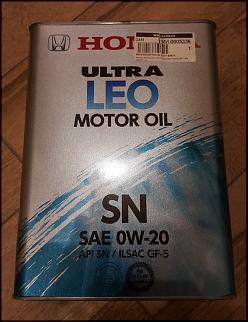 HONDA
ULTRA
LEO
MOTOR OIL
SN
SAE 0W-20
API SN / ILSAC GF-5